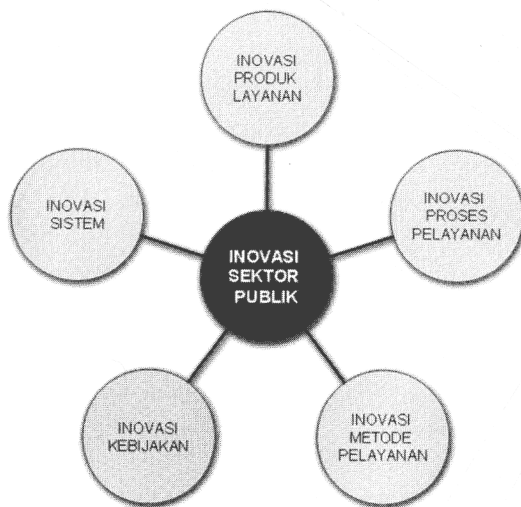 INOVASI
PRODUK
LAYANAN
INOVASI
SISTEM
INOVASI
PROSES
PELAYANAN
INOVASI
SEKTOR
PUBLIK
INOVASI
KEBIJAKAN
INOVASI
METODE
PELAYANAN